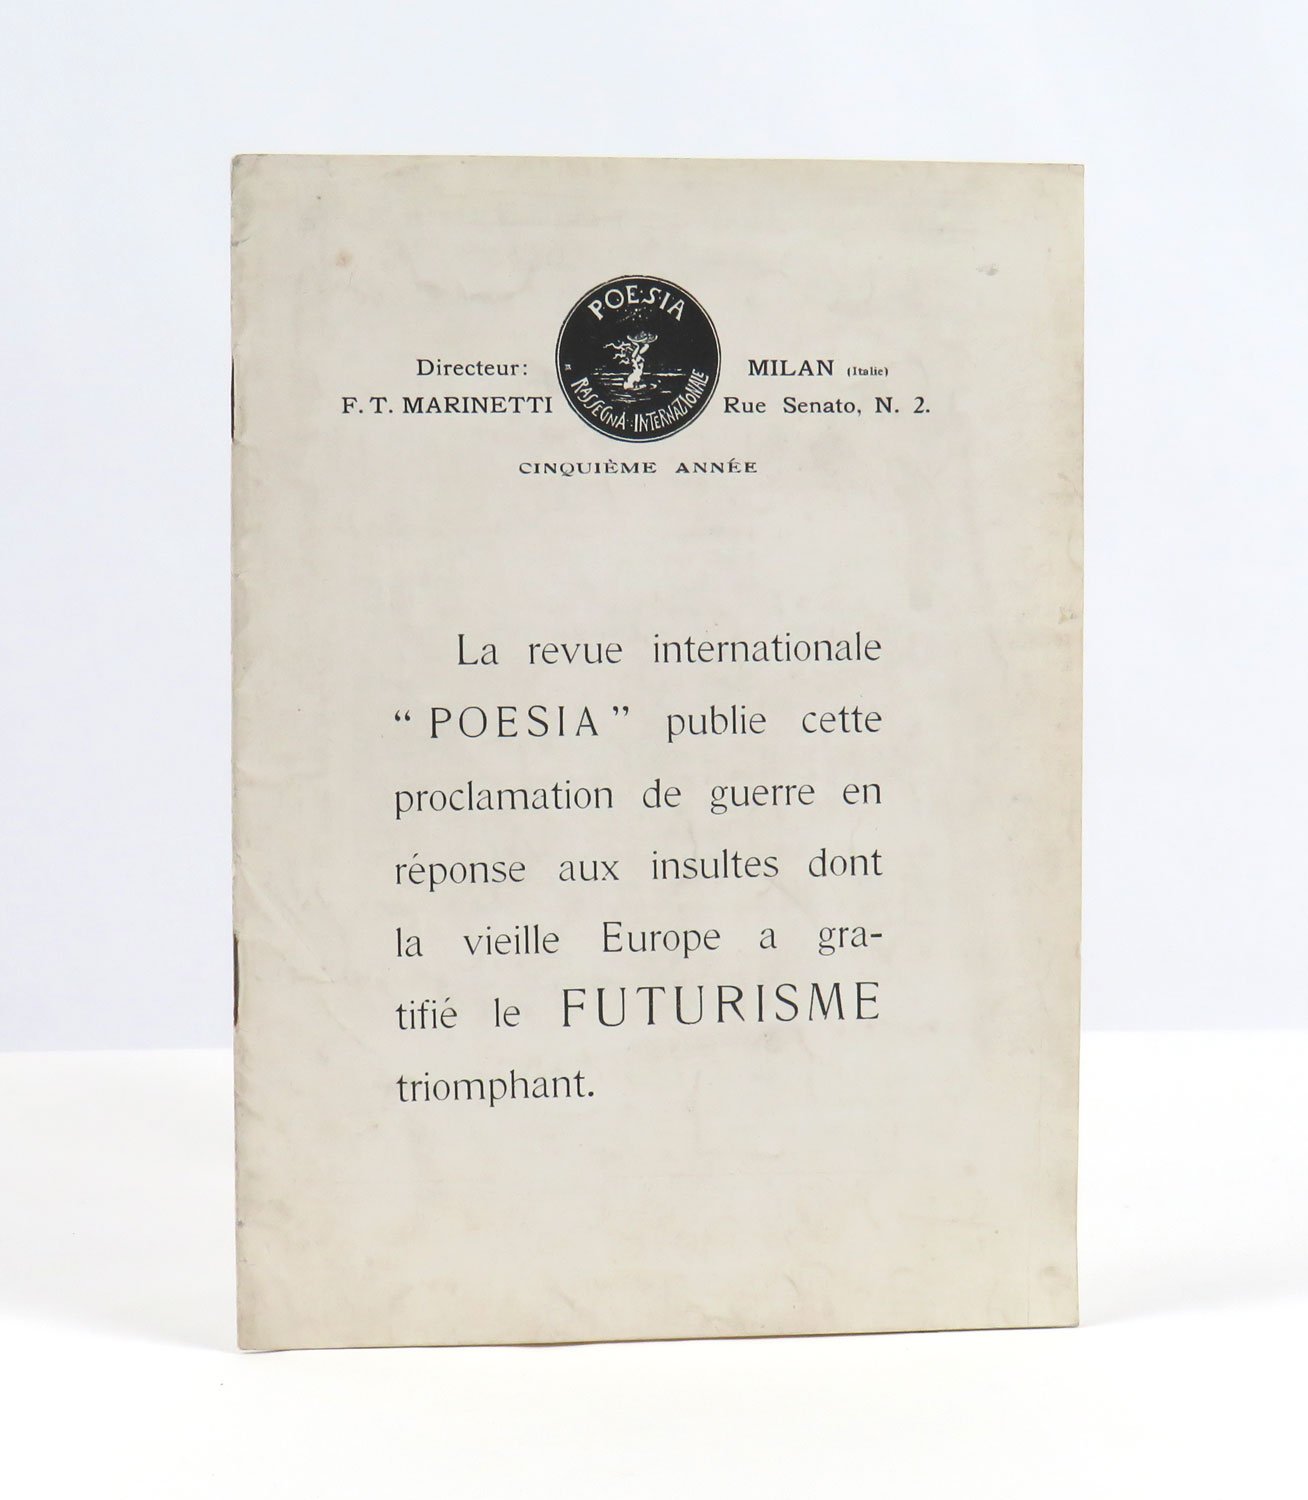 POESIA
RASSEGNA INTERNAZIONALE
Directeur:
F. T. MARINETTI
MILAN (Italie)
Rue Senato, N. 2.
CINQUIÈME ANNÉE
La revue internationale
“ POESIA ” publie cette
proclamation de guerre en
réponse aux insultes dont
la vieille Europe a gra-
tifié le FUTURISME
triomphant.